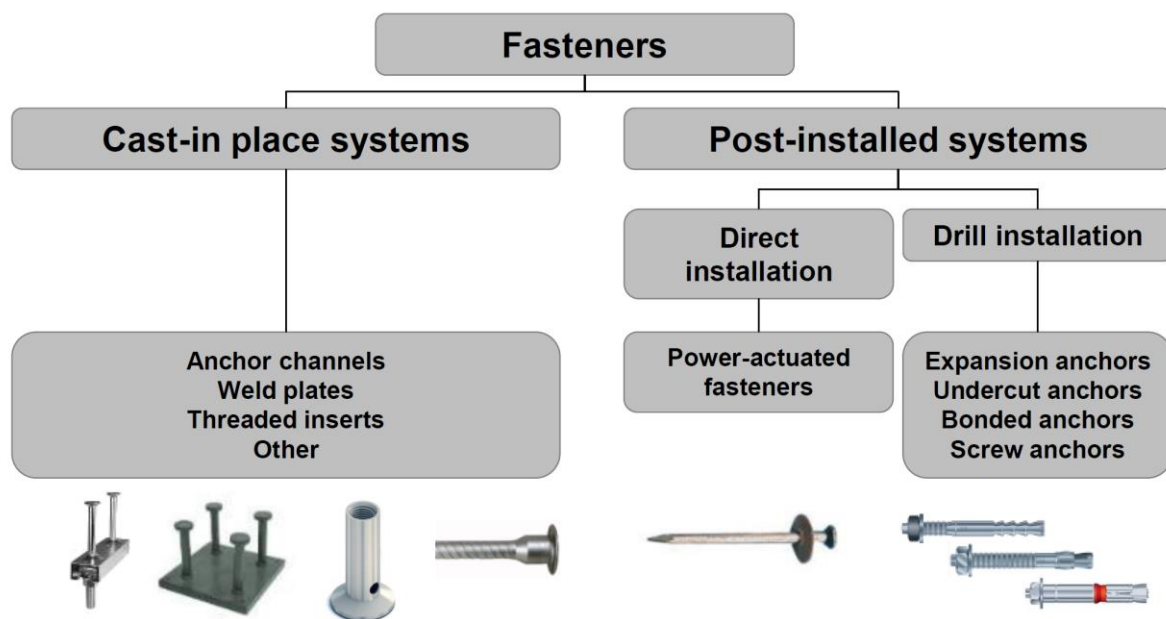 Fasteners
Cast-in place systems
Post-installed systems
Direct
installation
Drill installation
Anchor channels
Weld plates
Threaded inserts
Other
Power-actuated
fasteners
Expansion anchors
Undercut anchors
Bonded anchors
Screw anchors